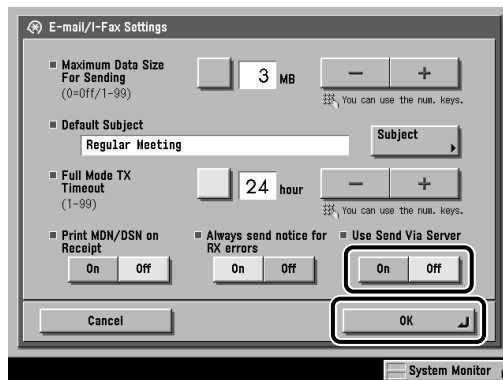 E-mail/I-Fax Settings
Maximum Data Size
For Sending
(0=Off/1-99)
3 MB
- +
You can use the num. keys.
Default Subject
Regular Meeting
Subject
Full Mode TX
Timeout
(1-99)
24 hour
- +
You can use the num. keys.
Print MDN/DSN on
Receipt
On Off
Always send notice for
RX errors
On Off
Use Send Via Server
On Off
Cancel
OK
System Monitor